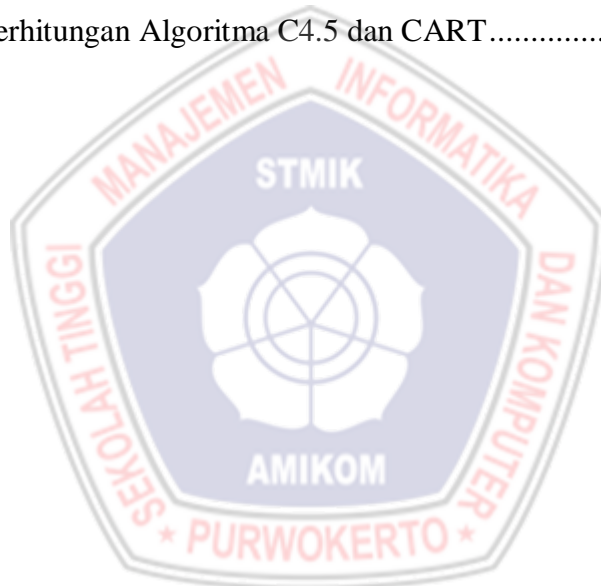 erhitungan Algoritma C4.5 dan CART..............
SEKOLAH TINGGI MANAJEMEN INFORMATIKA DAN KOMPUTER
STMIK
AMIKOM
* PURWOKERTO *